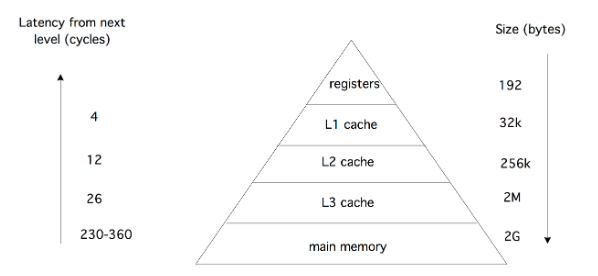 Latency from next
level (cycles)
Size (bytes)
registers
192
4
L1 cache
32k
12
L2 cache
256k
26
L3 cache
2M
230-360
main memory
2G